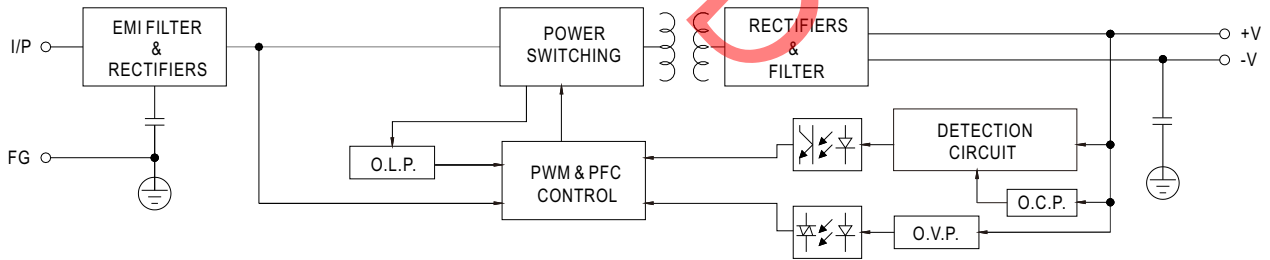 I/P
EMI FILTER
&
RECTIFIERS
POWER
SWITCHING
RECTIFIERS
&
FILTER
+V
-V
FG
O.L.P.
PWM & PFC
CONTROL
DETECTION
CIRCUIT
O.C.P.
O.V.P.